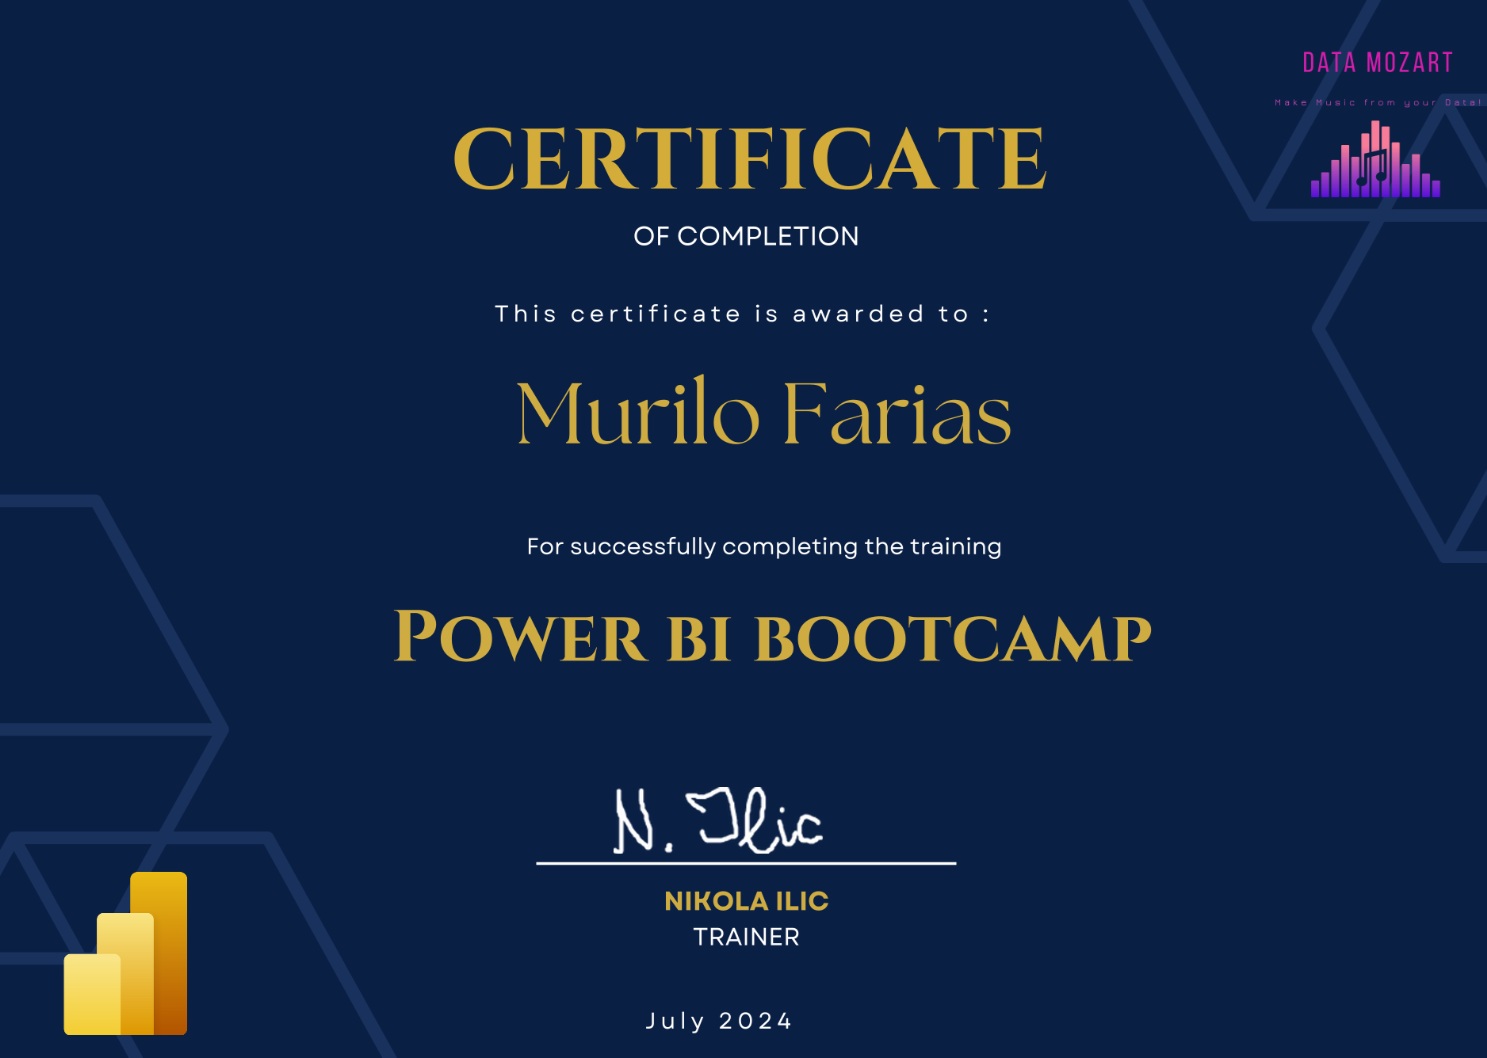 DATA MOZART
Make Music from your Data!
CERTIFICATE
OF COMPLETION
This certificate is awarded to :
Murilo Farias
For successfully completing the training
POWER BI BOOTCAMP
N. Ilic
NIKOLA ILIC
TRAINER
July 2024